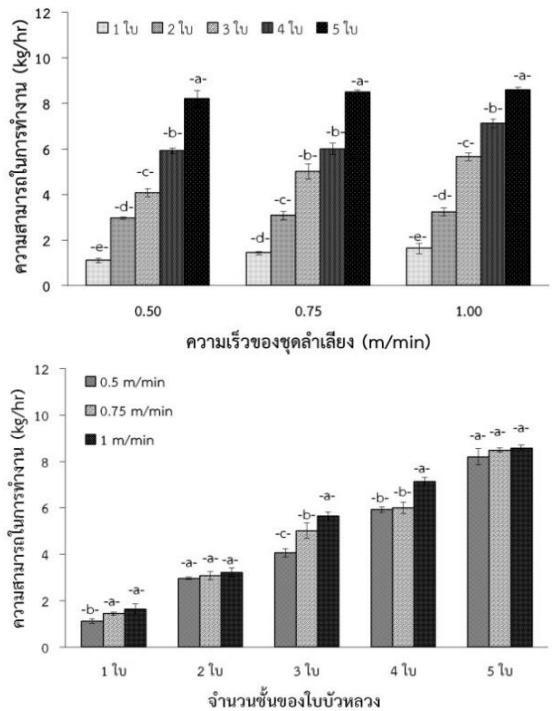 ความสามารถในการทำงาน (kg/hr)
12
10
8
6
4
2
0
1 ใบ 2 ใบ 3 ใบ 4 ใบ 5 ใบ
-e- -d- -c- -b- -a-
-d- -c- -b- -b- -a-
-e- -d- -c- -b- -a-
0.50 0.75 1.00
ความเร็วของชุดลำเลียง (m/min)
ความสามารถในการทำงาน (kg/hr)
12
10
8
6
4
2
0
0.5 m/min
0.75 m/min
1 m/min
-b- -a- -a-
-a- -a- -a-
-c- -b- -a-
-b- -b- -a-
-a- -a- -a-
1 ใบ 2 ใบ 3 ใบ 4 ใบ 5 ใบ
จำนวนชั้นของใบบัวหลวง